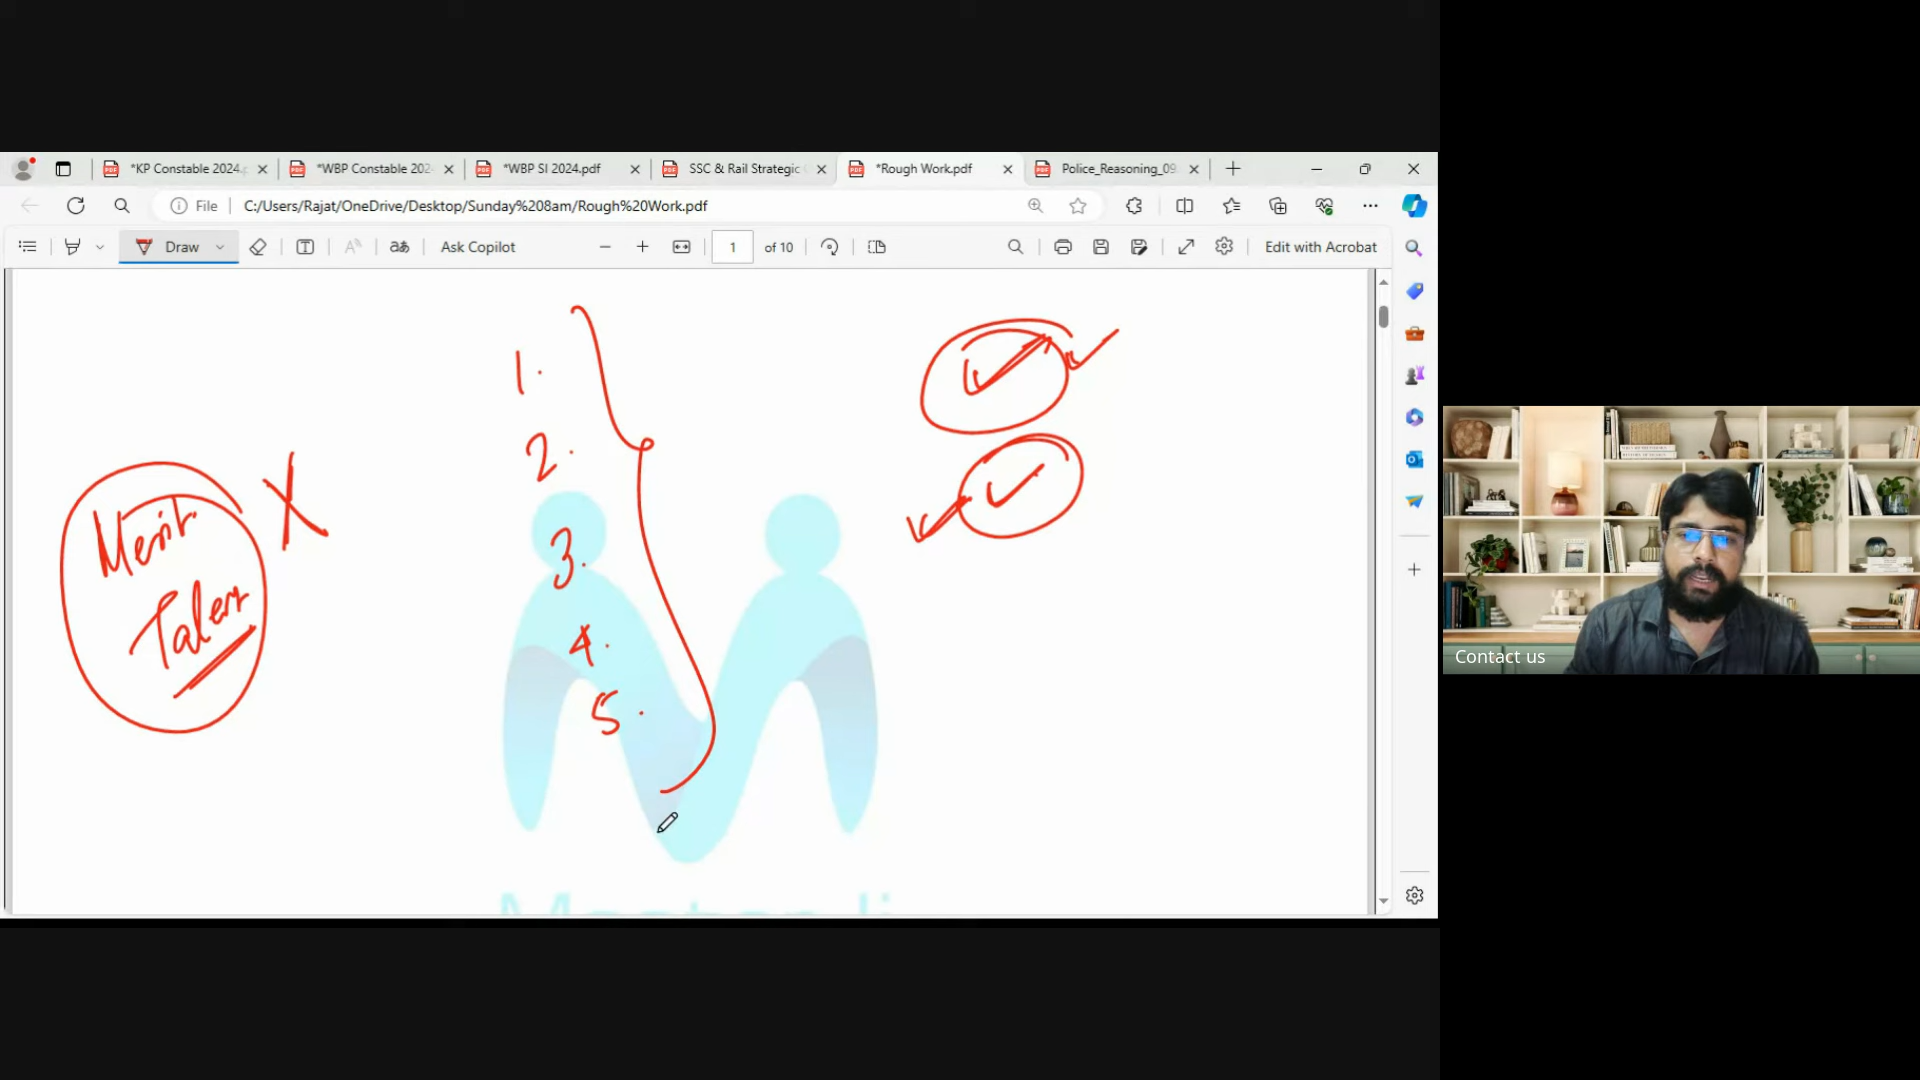 *KP Constable 2024.p
*WBP Constable 202
*WBP SI 2024.pdf
SSC & Rail Strategic
*Rough Work.pdf
Police_Reasoning_09
File
C:/Users/Rajat/OneDrive/Desktop/Sunday%208am/Rough%20Work.pdf
Draw
aあ
Ask Copilot
1
of 10
Edit with Acrobat
1.
2.
3.
4.
5.
Merit
Talent
X
Contact us